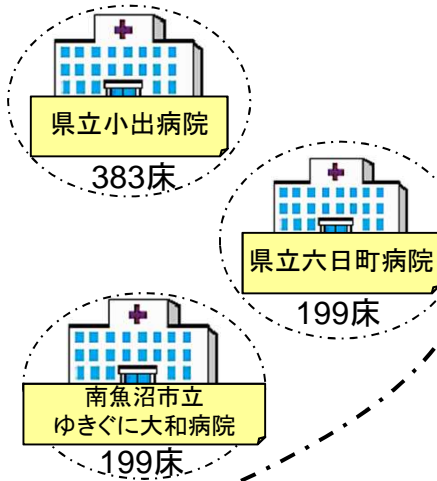 県立小出病院
383床
県立六日町病院
199床
南魚沼市立
ゆきぐに大和病院
199床